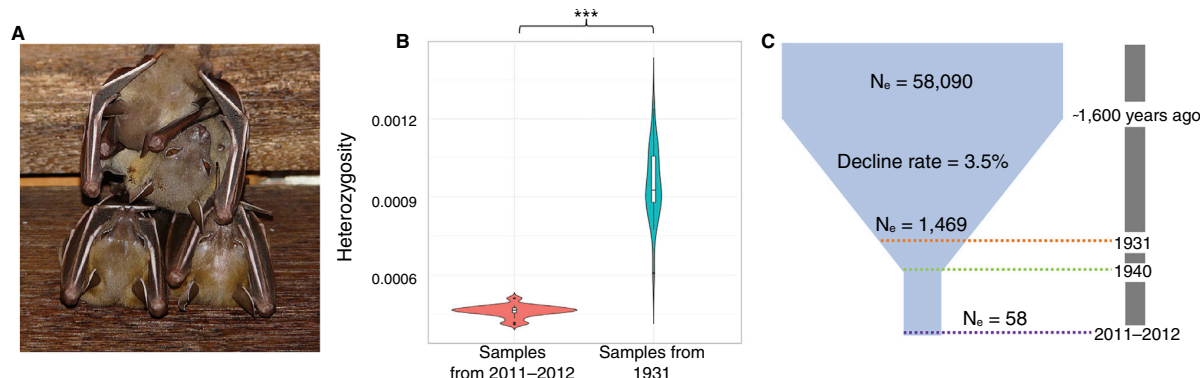 A
B
***
Heterozygosity
0.0012
0.0009
0.0006
Samples
from 2011–2012
Samples from
1931
C
Nₑ = 58,090
~1,600 years ago
Decline rate = 3.5%
Nₑ = 1,469
1931
1940
Nₑ = 58
2011–2012